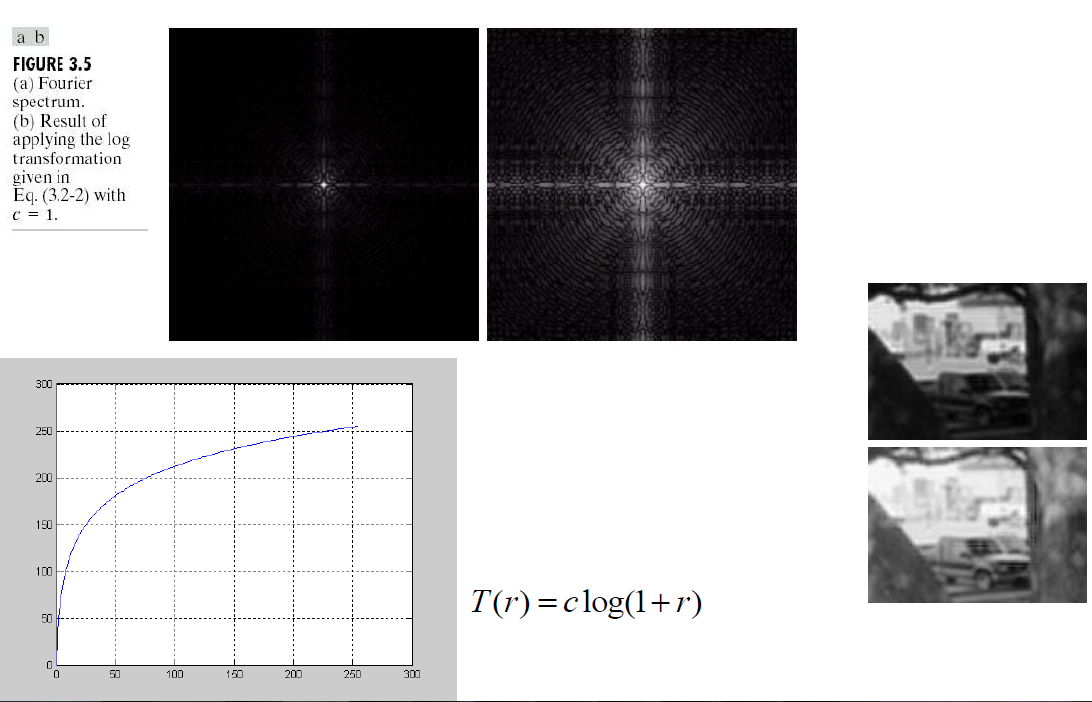 a b
FIGURE 3.5
(a) Fourier
spectrum.
(b) Result of
applying the log
transformation
given in
Eq. (3.2-2) with
c = 1.
300
250
200
150
100
50
0
0 50 100 150 200 250 300
T(r) = c log(1 + r)